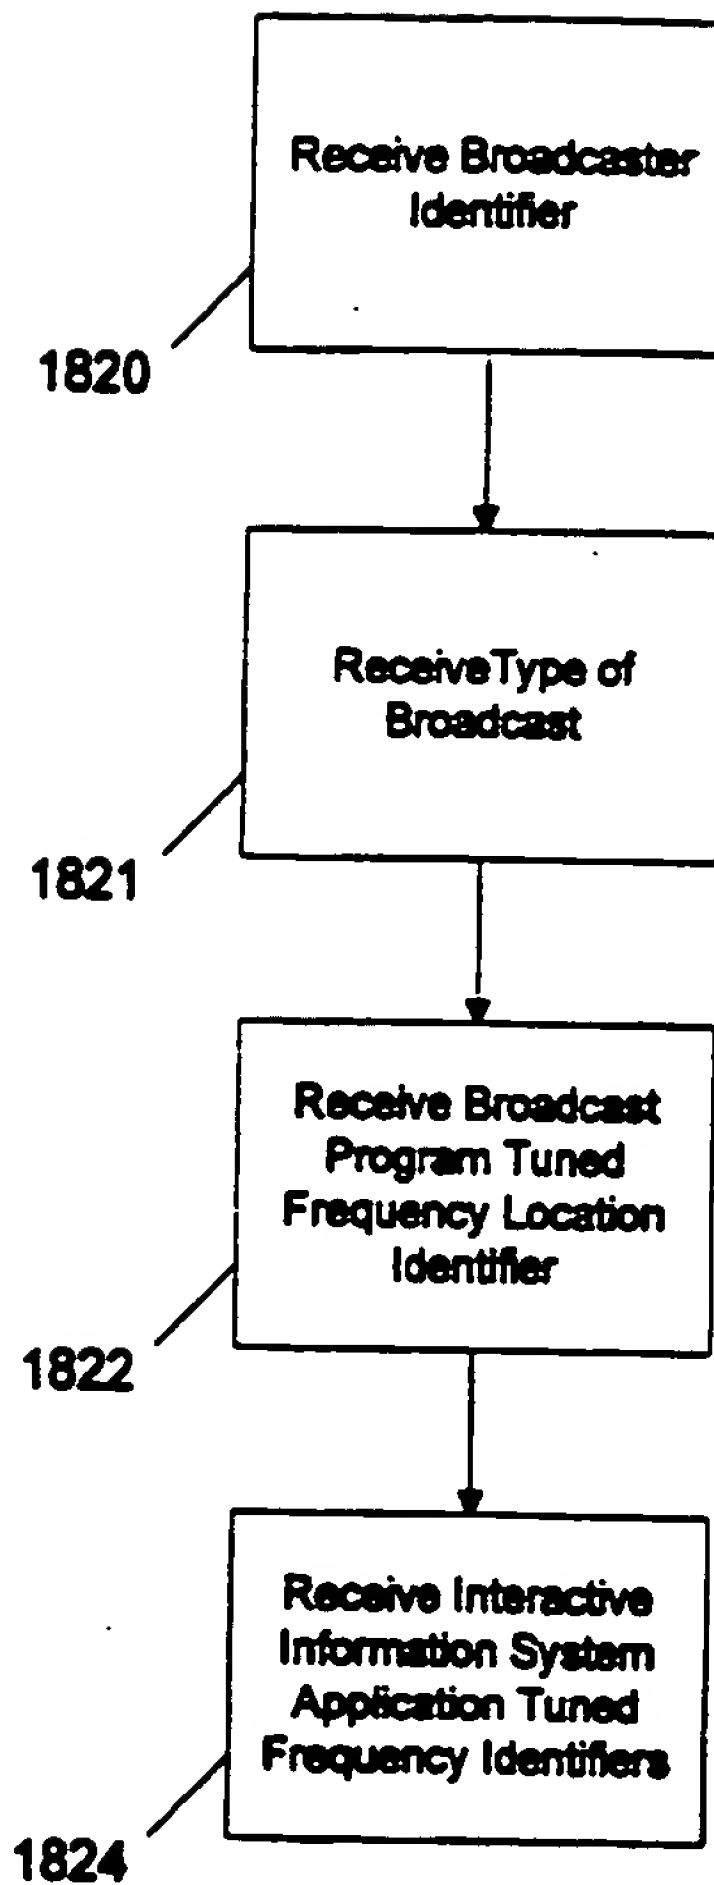 Receive Broadcaster
Identifier
1820
ReceiveType of
Broadcast
1821
Receive Broadcast
Program Tuned
Frequency Location
Identifier
1822
Receive Interactive
Information System
Application Tuned
Frequency Identifiers
1824